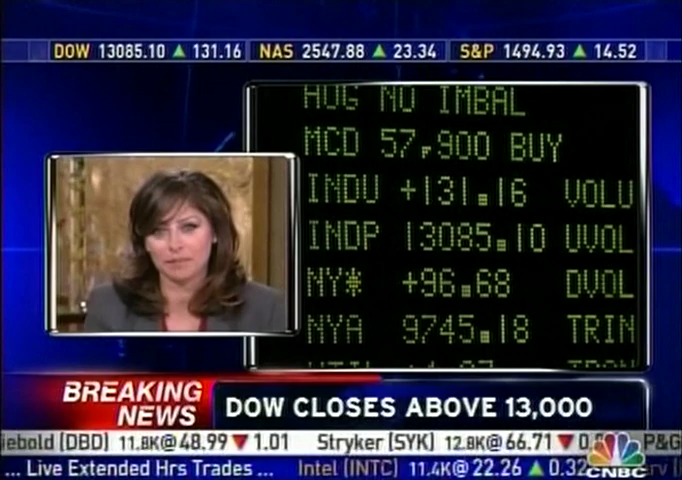 DOW 13085.10 ▲ 131.16 NAS 2547.88 ▲ 23.34 S&P 1494.93 ▲ 14.52
HOG NO IMBAL
MCD 57,900 BUY
INDU +131.16 VOLU
INDP 13085.10 UVOL
NY* +96.68 DVOL
NYA 9745.18 TRIN
BREAKING NEWS
DOW CLOSES ABOVE 13,000
iebold (DBD) 11.8K@48.99 ▼ 1.01 Stryker (SYK) 12.8K@66.71 ▼ P&G
... Live Extended Hrs Trades ... Intel (INTC) 11.4K@22.26 ▲ 0.32
CNBC